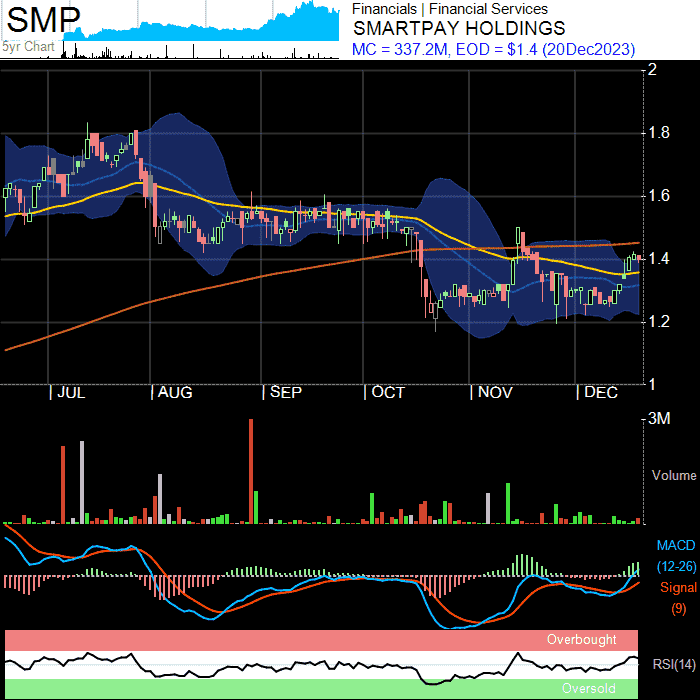 SMP
5yr Chart
Financials | Financial Services
SMARTPAY HOLDINGS
MC = 337.2M, EOD = $1.4 (20Dec2023)
2
1.8
1.6
1.4
1.2
1
| JUL | AUG | SEP | OCT | NOV | DEC
3M
Volume
MACD
(12-26)
Signal
(9)
Overbought
RSI(14)
Oversold